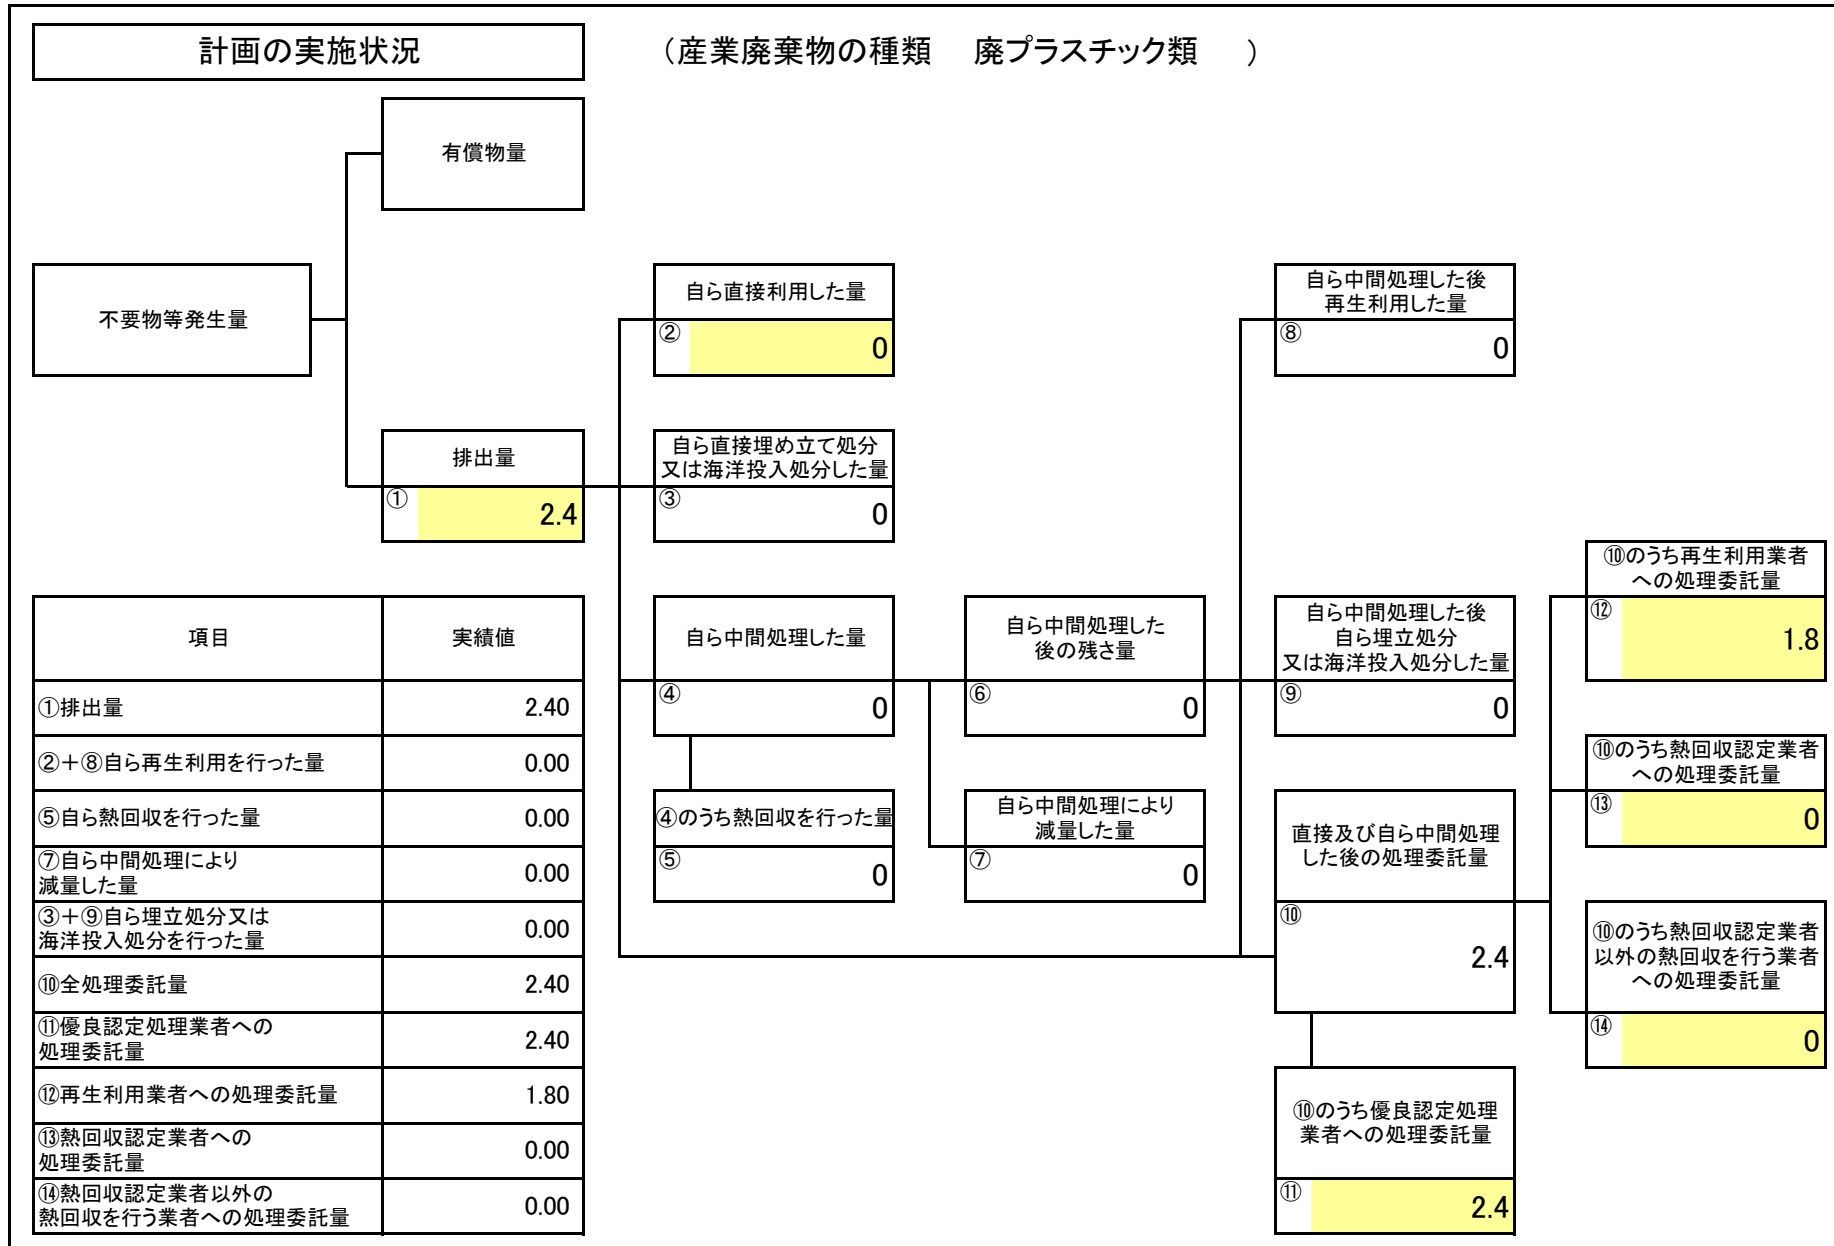 計画の実施状況
（産業廃棄物の種類　廃プラスチック類　）
有償物量
不要物等発生量
自ら直接利用した量
②
0
自ら中間処理した後
再生利用した量
⑧
0
排出量
①
2.4
自ら直接埋め立て処分
又は海洋投入処分した量
③
0
⑩のうち再生利用業者
への処理委託量
⑫
1.8
自ら中間処理した量
④
0
自ら中間処理した
後の残さ量
⑥
0
自ら中間処理した後
自ら埋立処分
又は海洋投入処分した量
⑨
0
⑩のうち熱回収認定業者
への処理委託量
⑬
0
④のうち熱回収を行った量
⑤
0
自ら中間処理により
減量した量
⑦
0
直接及び自ら中間処理
した後の処理委託量
⑩
2.4
⑩のうち熱回収認定業者
以外の熱回収を行う業者
への処理委託量
⑭
0
⑩のうち優良認定処理
業者への処理委託量
⑪
2.4
項目 実績値
①排出量 2.40
②＋⑧自ら再生利用を行った量 0.00
⑤自ら熱回収を行った量 0.00
⑦自ら中間処理により
減量した量 0.00
③＋⑨自ら埋立処分又は
海洋投入処分を行った量 0.00
⑩全処理委託量 2.40
⑪優良認定処理業者への
処理委託量 2.40
⑫再生利用業者への処理委託量 1.80
⑬熱回収認定業者への
処理委託量 0.00
⑭熱回収認定業者以外の
熱回収を行う業者への処理委託量 0.00